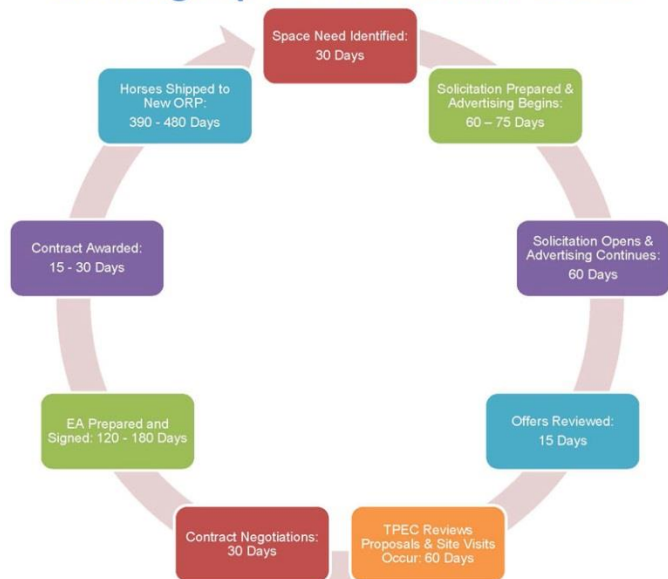 Space Need Identified:
30 Days
Solicitation Prepared &
Advertising Begins:
60 – 75 Days
Solicitation Opens &
Advertising Continues:
60 Days
Offers Reviewed:
15 Days
TPEC Reviews
Proposals & Site Visits
Occur: 60 Days
Contract Negotiations:
30 Days
EA Prepared and
Signed: 120 - 180 Days
Contract Awarded:
15 - 30 Days
Horses Shipped to
New ORP:
390 - 480 Days